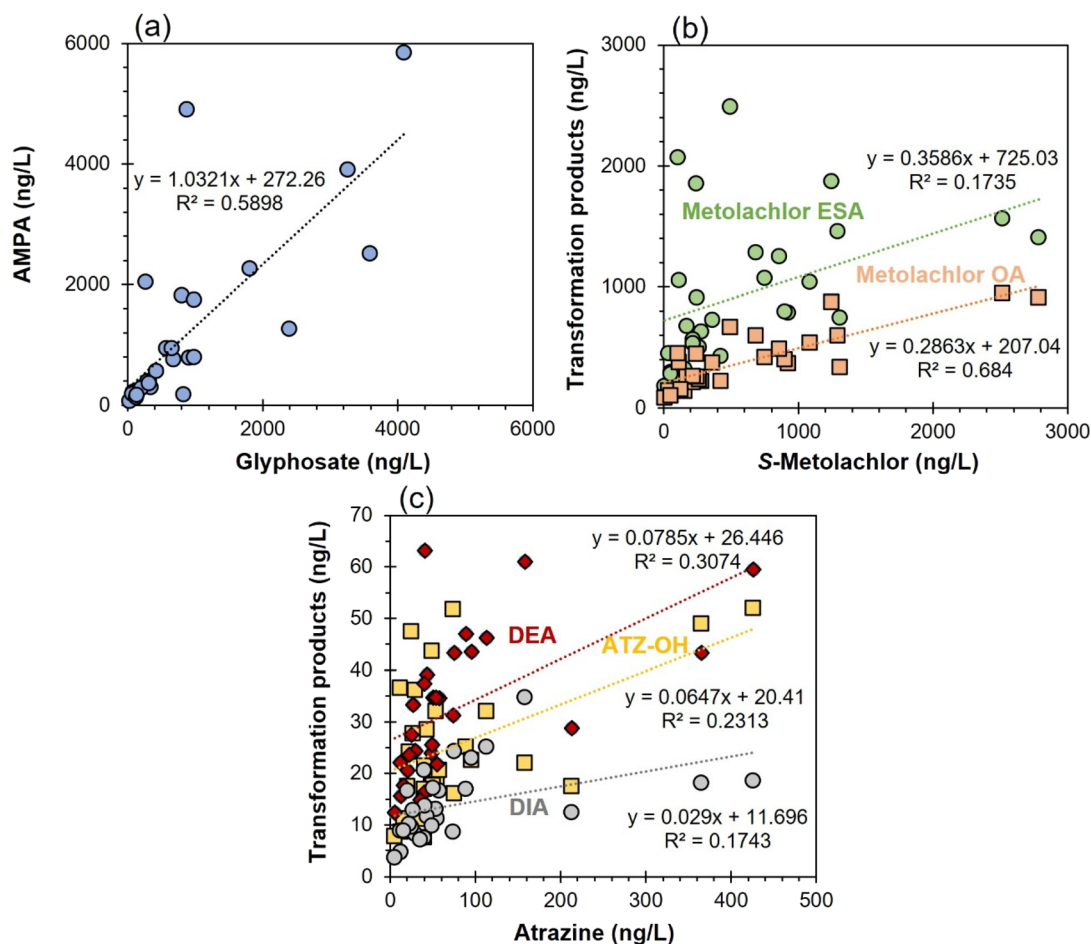 (a)
6000
4000
2000
0
AMPA (ng/L)
y = 1.0321x + 272.26
R² = 0.5898
0
2000
4000
6000
Glyphosate (ng/L)
(b)
3000
2000
1000
0
Transformation products (ng/L)
y = 0.3586x + 725.03
R² = 0.1735
Metolachlor ESA
Metolachlor OA
y = 0.2863x + 207.04
R² = 0.684
0
1000
2000
3000
S-Metolachlor (ng/L)
(c)
70
60
50
40
30
20
10
0
Transformation products (ng/L)
y = 0.0785x + 26.446
R² = 0.3074
DEA
ATZ-OH
y = 0.0647x + 20.41
R² = 0.2313
DIA
y = 0.029x + 11.696
R² = 0.1743
0
100
200
300
400
500
Atrazine (ng/L)